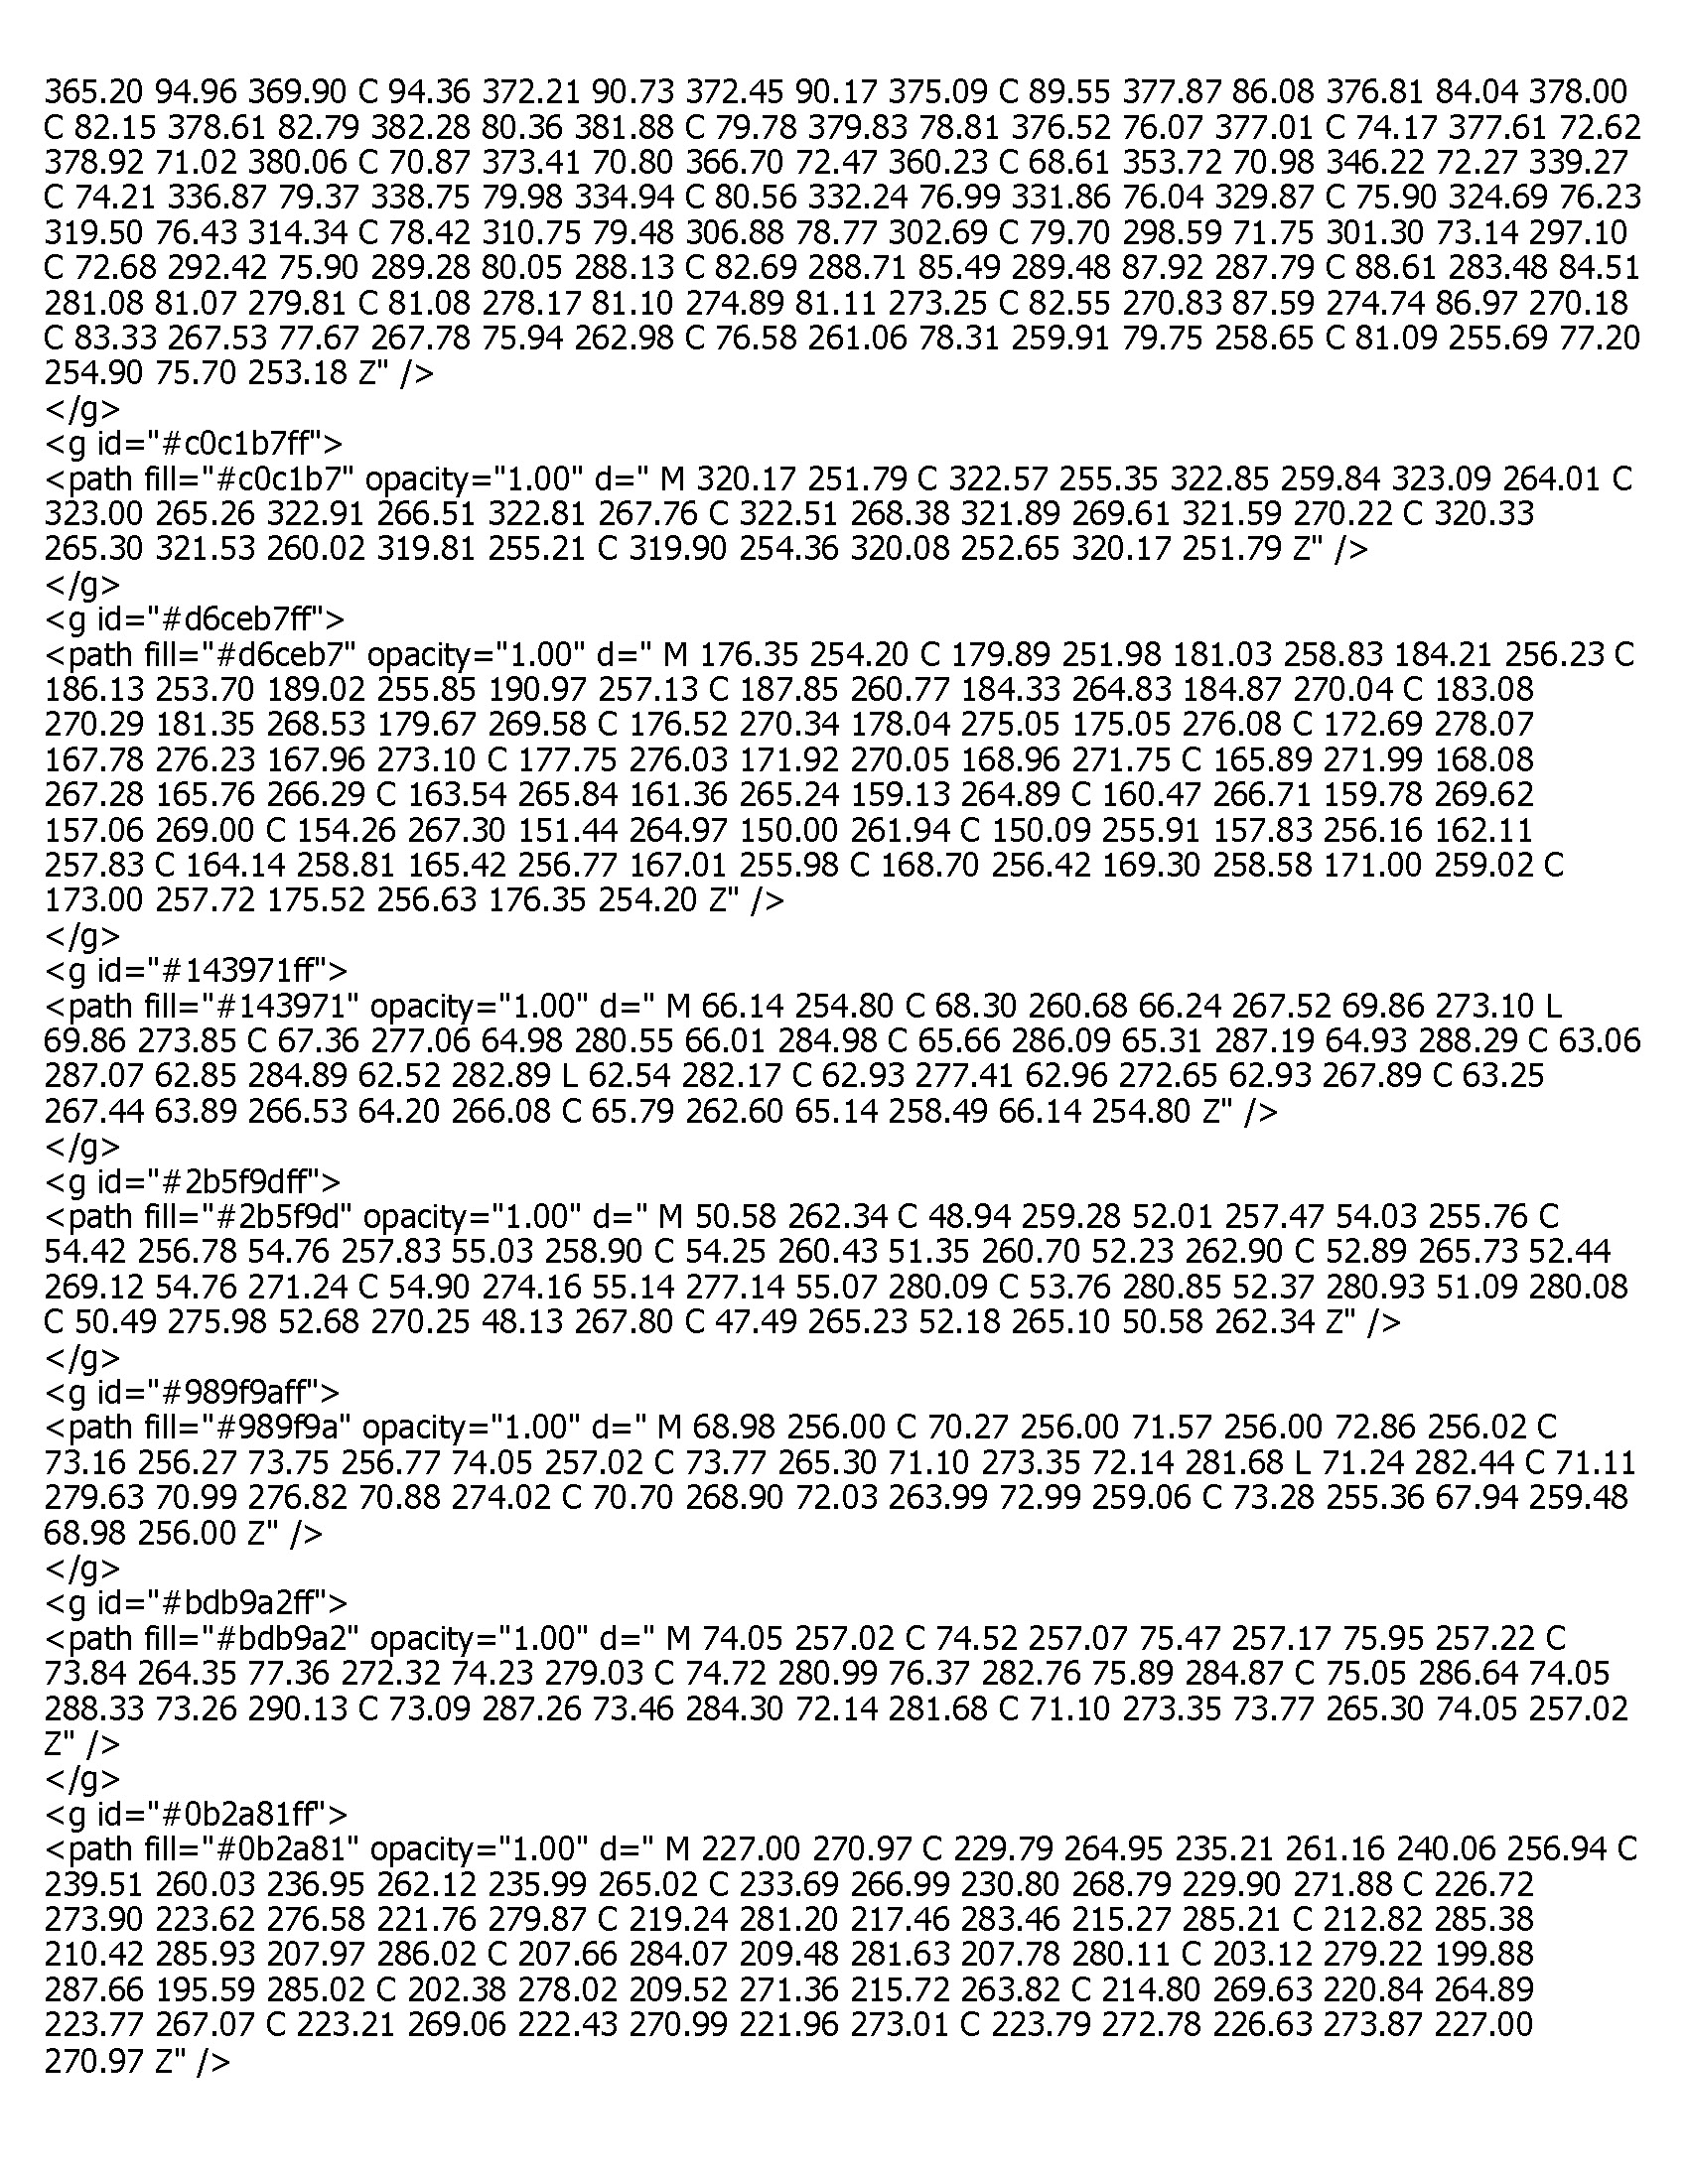 365.20 94.96 369.90 C 94.36 372.21 90.73 372.45 90.17 375.09 C 89.55 377.87 86.08 376.81 84.04 378.00
C 82.15 378.61 82.79 382.28 80.36 381.88 C 79.78 379.83 78.81 376.52 76.07 377.01 C 74.17 377.61 72.62
378.92 71.02 380.06 C 70.87 373.41 70.80 366.70 72.47 360.23 C 68.61 353.72 70.98 346.22 72.27 339.27
C 74.21 336.87 79.37 338.75 79.98 334.94 C 80.56 332.24 76.99 331.86 76.04 329.87 C 75.90 324.69 76.23
319.50 76.43 314.34 C 78.42 310.75 79.48 306.88 78.77 302.69 C 79.70 298.59 71.75 301.30 73.14 297.10
C 72.68 292.42 75.90 289.28 80.05 288.13 C 82.69 288.71 85.49 289.48 87.92 287.79 C 88.61 283.48 84.51
281.08 81.07 279.81 C 81.08 278.17 81.10 274.89 81.11 273.25 C 82.55 270.83 87.59 274.74 86.97 270.18
C 83.33 267.53 77.67 267.78 75.94 262.98 C 76.58 261.06 78.31 259.91 79.75 258.65 C 81.09 255.69 77.20
254.90 75.70 253.18 Z" />
</g>
<g id="#c0c1b7ff">
<path fill="#c0c1b7" opacity="1.00" d=" M 320.17 251.79 C 322.57 255.35 322.85 259.84 323.09 264.01 C
323.00 265.26 322.91 266.51 322.81 267.76 C 322.51 268.38 321.89 269.61 321.59 270.22 C 320.33
265.30 321.53 260.02 319.81 255.21 C 319.90 254.36 320.08 252.65 320.17 251.79 Z" />
</g>
<g id="#d6ceb7ff">
<path fill="#d6ceb7" opacity="1.00" d=" M 176.35 254.20 C 179.89 251.98 181.03 258.83 184.21 256.23 C
186.13 253.70 189.02 255.85 190.97 257.13 C 187.85 260.77 184.33 264.83 184.87 270.04 C 183.08
270.29 181.35 268.53 179.67 269.58 C 176.52 270.34 178.04 275.05 175.05 276.08 C 172.69 278.07
167.78 276.23 167.96 273.10 C 177.75 276.03 171.92 270.05 168.96 271.75 C 165.89 271.99 168.08
267.28 165.76 266.29 C 163.54 265.84 161.36 265.24 159.13 264.89 C 160.47 266.71 159.78 269.62
157.06 269.00 C 154.26 267.30 151.44 264.97 150.00 261.94 C 150.09 255.91 157.83 256.16 162.11
257.83 C 164.14 258.81 165.42 256.77 167.01 255.98 C 168.70 256.42 169.30 258.58 171.00 259.02 C
173.00 257.72 175.52 256.63 176.35 254.20 Z" />
</g>
<g id="#143971ff">
<path fill="#143971" opacity="1.00" d=" M 66.14 254.80 C 68.30 260.68 66.24 267.52 69.86 273.10 L
69.86 273.85 C 67.36 277.06 64.98 280.55 66.01 284.98 C 65.66 286.09 65.31 287.19 64.93 288.29 C 63.06
287.07 62.85 284.89 62.52 282.89 L 62.54 282.17 C 62.93 277.41 62.96 272.65 62.93 267.89 C 63.25
267.44 63.89 266.53 64.20 266.08 C 65.79 262.60 65.14 258.49 66.14 254.80 Z" />
</g>
<g id="#2b5f9dff">
<path fill="#2b5f9d" opacity="1.00" d=" M 50.58 262.34 C 48.94 259.28 52.01 257.47 54.03 255.76 C
54.42 256.78 54.76 257.83 55.03 258.90 C 54.25 260.43 51.35 260.70 52.23 262.90 C 52.89 265.73 52.44
269.12 54.76 271.24 C 54.90 274.16 55.14 277.14 55.07 280.09 C 53.76 280.85 52.37 280.93 51.09 280.08
C 50.49 275.98 52.68 270.25 48.13 267.80 C 47.49 265.23 52.18 265.10 50.58 262.34 Z" />
</g>
<g id="#989f9aff">
<path fill="#989f9a" opacity="1.00" d=" M 68.98 256.00 C 70.27 256.00 71.57 256.00 72.86 256.02 C
73.16 256.27 73.75 256.77 74.05 257.02 C 73.77 265.30 71.10 273.35 72.14 281.68 L 71.24 282.44 C 71.11
279.63 70.99 276.82 70.88 274.02 C 70.70 268.90 72.03 263.99 72.99 259.06 C 73.28 255.36 67.94 259.48
68.98 256.00 Z" />
</g>
<g id="#bdb9a2ff">
<path fill="#bdb9a2" opacity="1.00" d=" M 74.05 257.02 C 74.52 257.07 75.47 257.17 75.95 257.22 C
73.84 264.35 77.36 272.32 74.23 279.03 C 74.72 280.99 76.37 282.76 75.89 284.87 C 75.05 286.64 74.05
288.33 73.26 290.13 C 73.09 287.26 73.46 284.30 72.14 281.68 C 71.10 273.35 73.77 265.30 74.05 257.02
Z" />
</g>
<g id="#0b2a81ff">
<path fill="#0b2a81" opacity="1.00" d=" M 227.00 270.97 C 229.79 264.95 235.21 261.16 240.06 256.94 C
239.51 260.03 236.95 262.12 235.99 265.02 C 233.69 266.99 230.80 268.79 229.90 271.88 C 226.72
273.90 223.62 276.58 221.76 279.87 C 219.24 281.20 217.46 283.46 215.27 285.21 C 212.82 285.38
210.42 285.93 207.97 286.02 C 207.66 284.07 209.48 281.63 207.78 280.11 C 203.12 279.22 199.88
287.66 195.59 285.02 C 202.38 278.02 209.52 271.36 215.72 263.82 C 214.80 269.63 220.84 264.89
223.77 267.07 C 223.21 269.06 222.43 270.99 221.96 273.01 C 223.79 272.78 226.63 273.87 227.00
270.97 Z" />